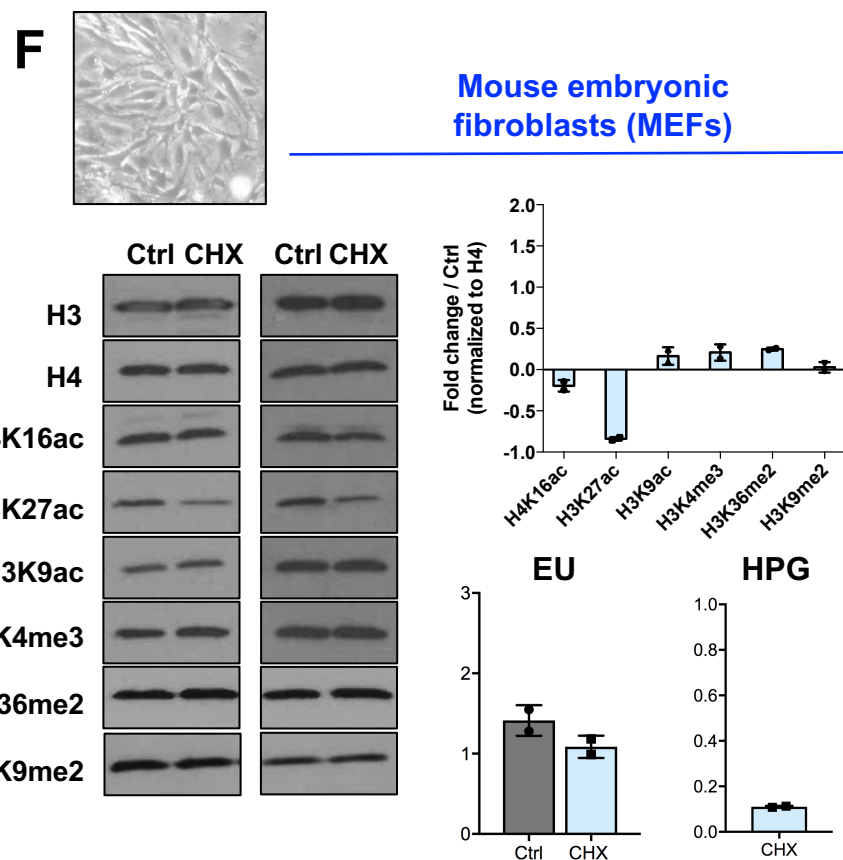 F
Mouse embryonic
fibroblasts (MEFs)
Ctrl CHX Ctrl CHX
H3
H4
K16ac
K27ac
3K9ac
K4me3
36me2
K9me2
Fold change / Ctrl
(normalized to H4)
2.0
1.5
1.0
0.5
0.0
-0.5
-1.0
H4K16ac
H3K27ac
H3K9ac
H3K4me3
H3K36me2
H3K9me2
EU
3
2
1
0
Ctrl CHX
HPG
1.0
0.8
0.6
0.4
0.2
0.0
CHX